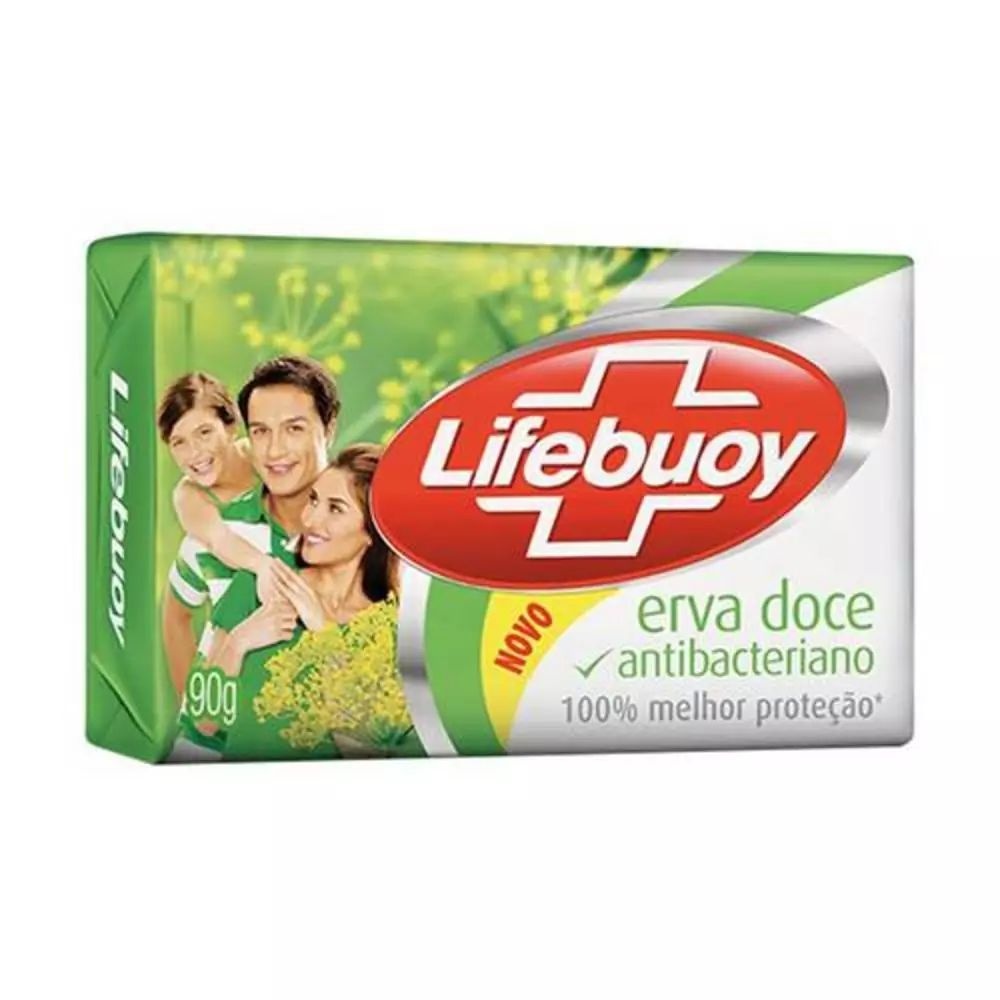 Lifebuoy
Lifebuoy
NOVO
erva doce
✓ antibacteriano
100% melhor proteção*
90g